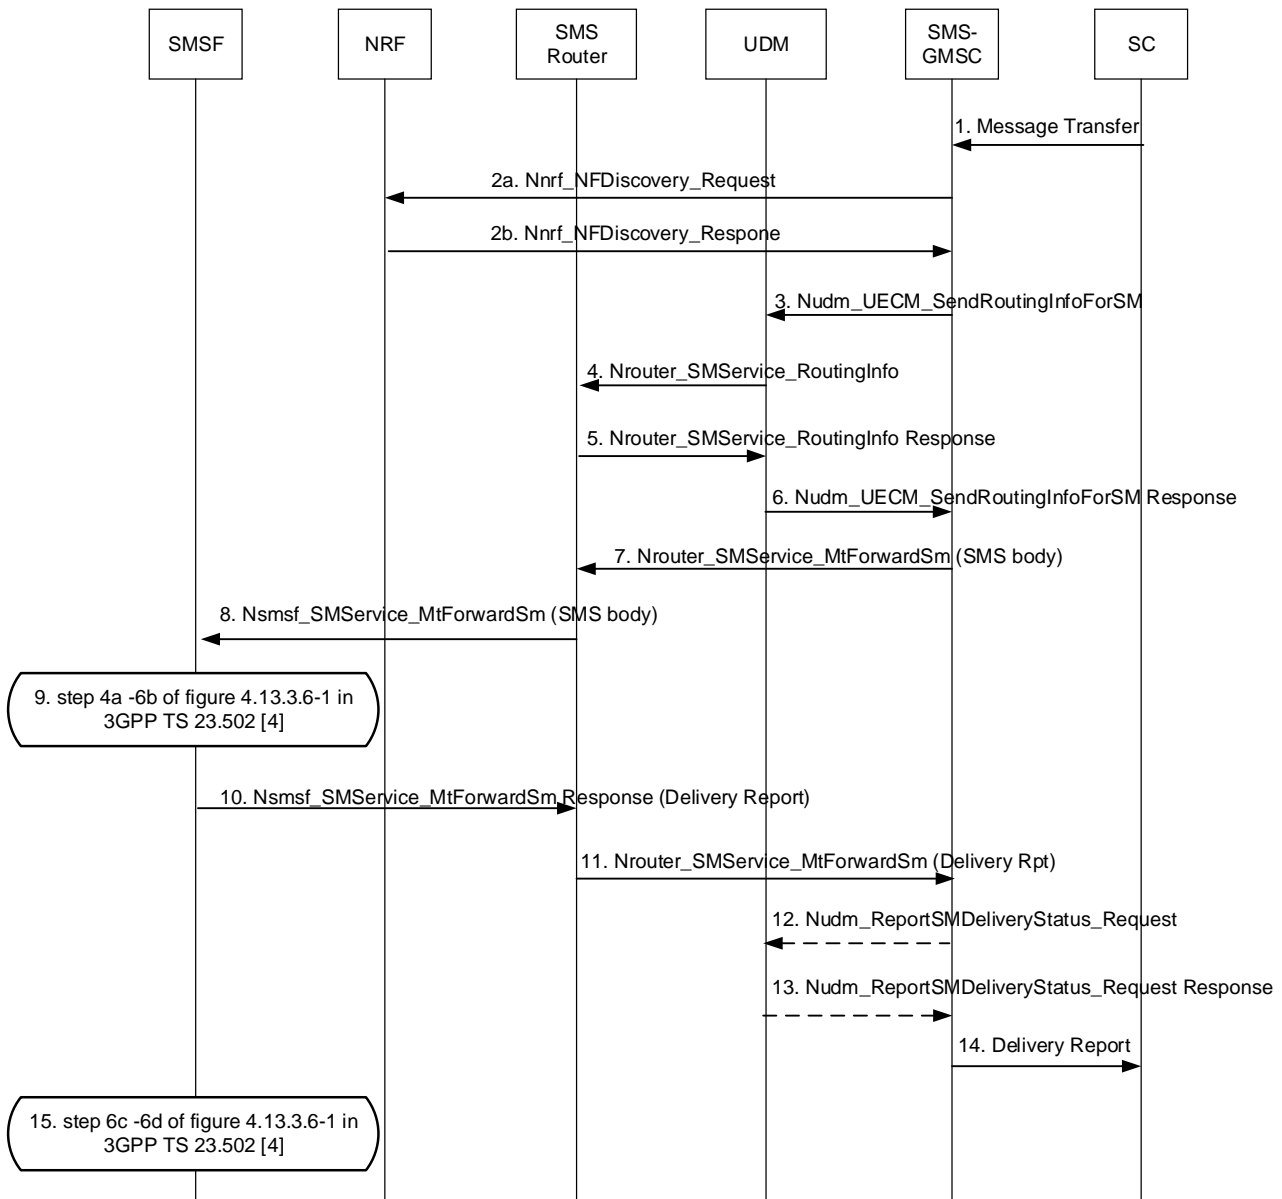 SMSF
NRF
SMS
Router
UDM
SMS-
GMSC
SC
1. Message Transfer
2a. Nnrf_NFDiscovery_Request
2b. Nnrf_NFDiscovery_Respone
3. Nudm_UECM_SendRoutingInfoForSM
4. Nrouter_SMService_RoutingInfo
5. Nrouter_SMService_RoutingInfo Response
6. Nudm_UECM_SendRoutingInfoForSM Response
7. Nrouter_SMService_MtForwardSm (SMS body)
8. Nsmsf_SMService_MtForwardSm (SMS body)
9. step 4a -6b of figure 4.13.3.6-1 in
3GPP TS 23.502 [4]
10. Nsmsf_SMService_MtForwardSm Response (Delivery Report)
11. Nrouter_SMService_MtForwardSm (Delivery Rpt)
12. Nudm_ReportSMDeliveryStatus_Request
13. Nudm_ReportSMDeliveryStatus_Request Response
14. Delivery Report
15. step 6c -6d of figure 4.13.3.6-1 in
3GPP TS 23.502 [4]